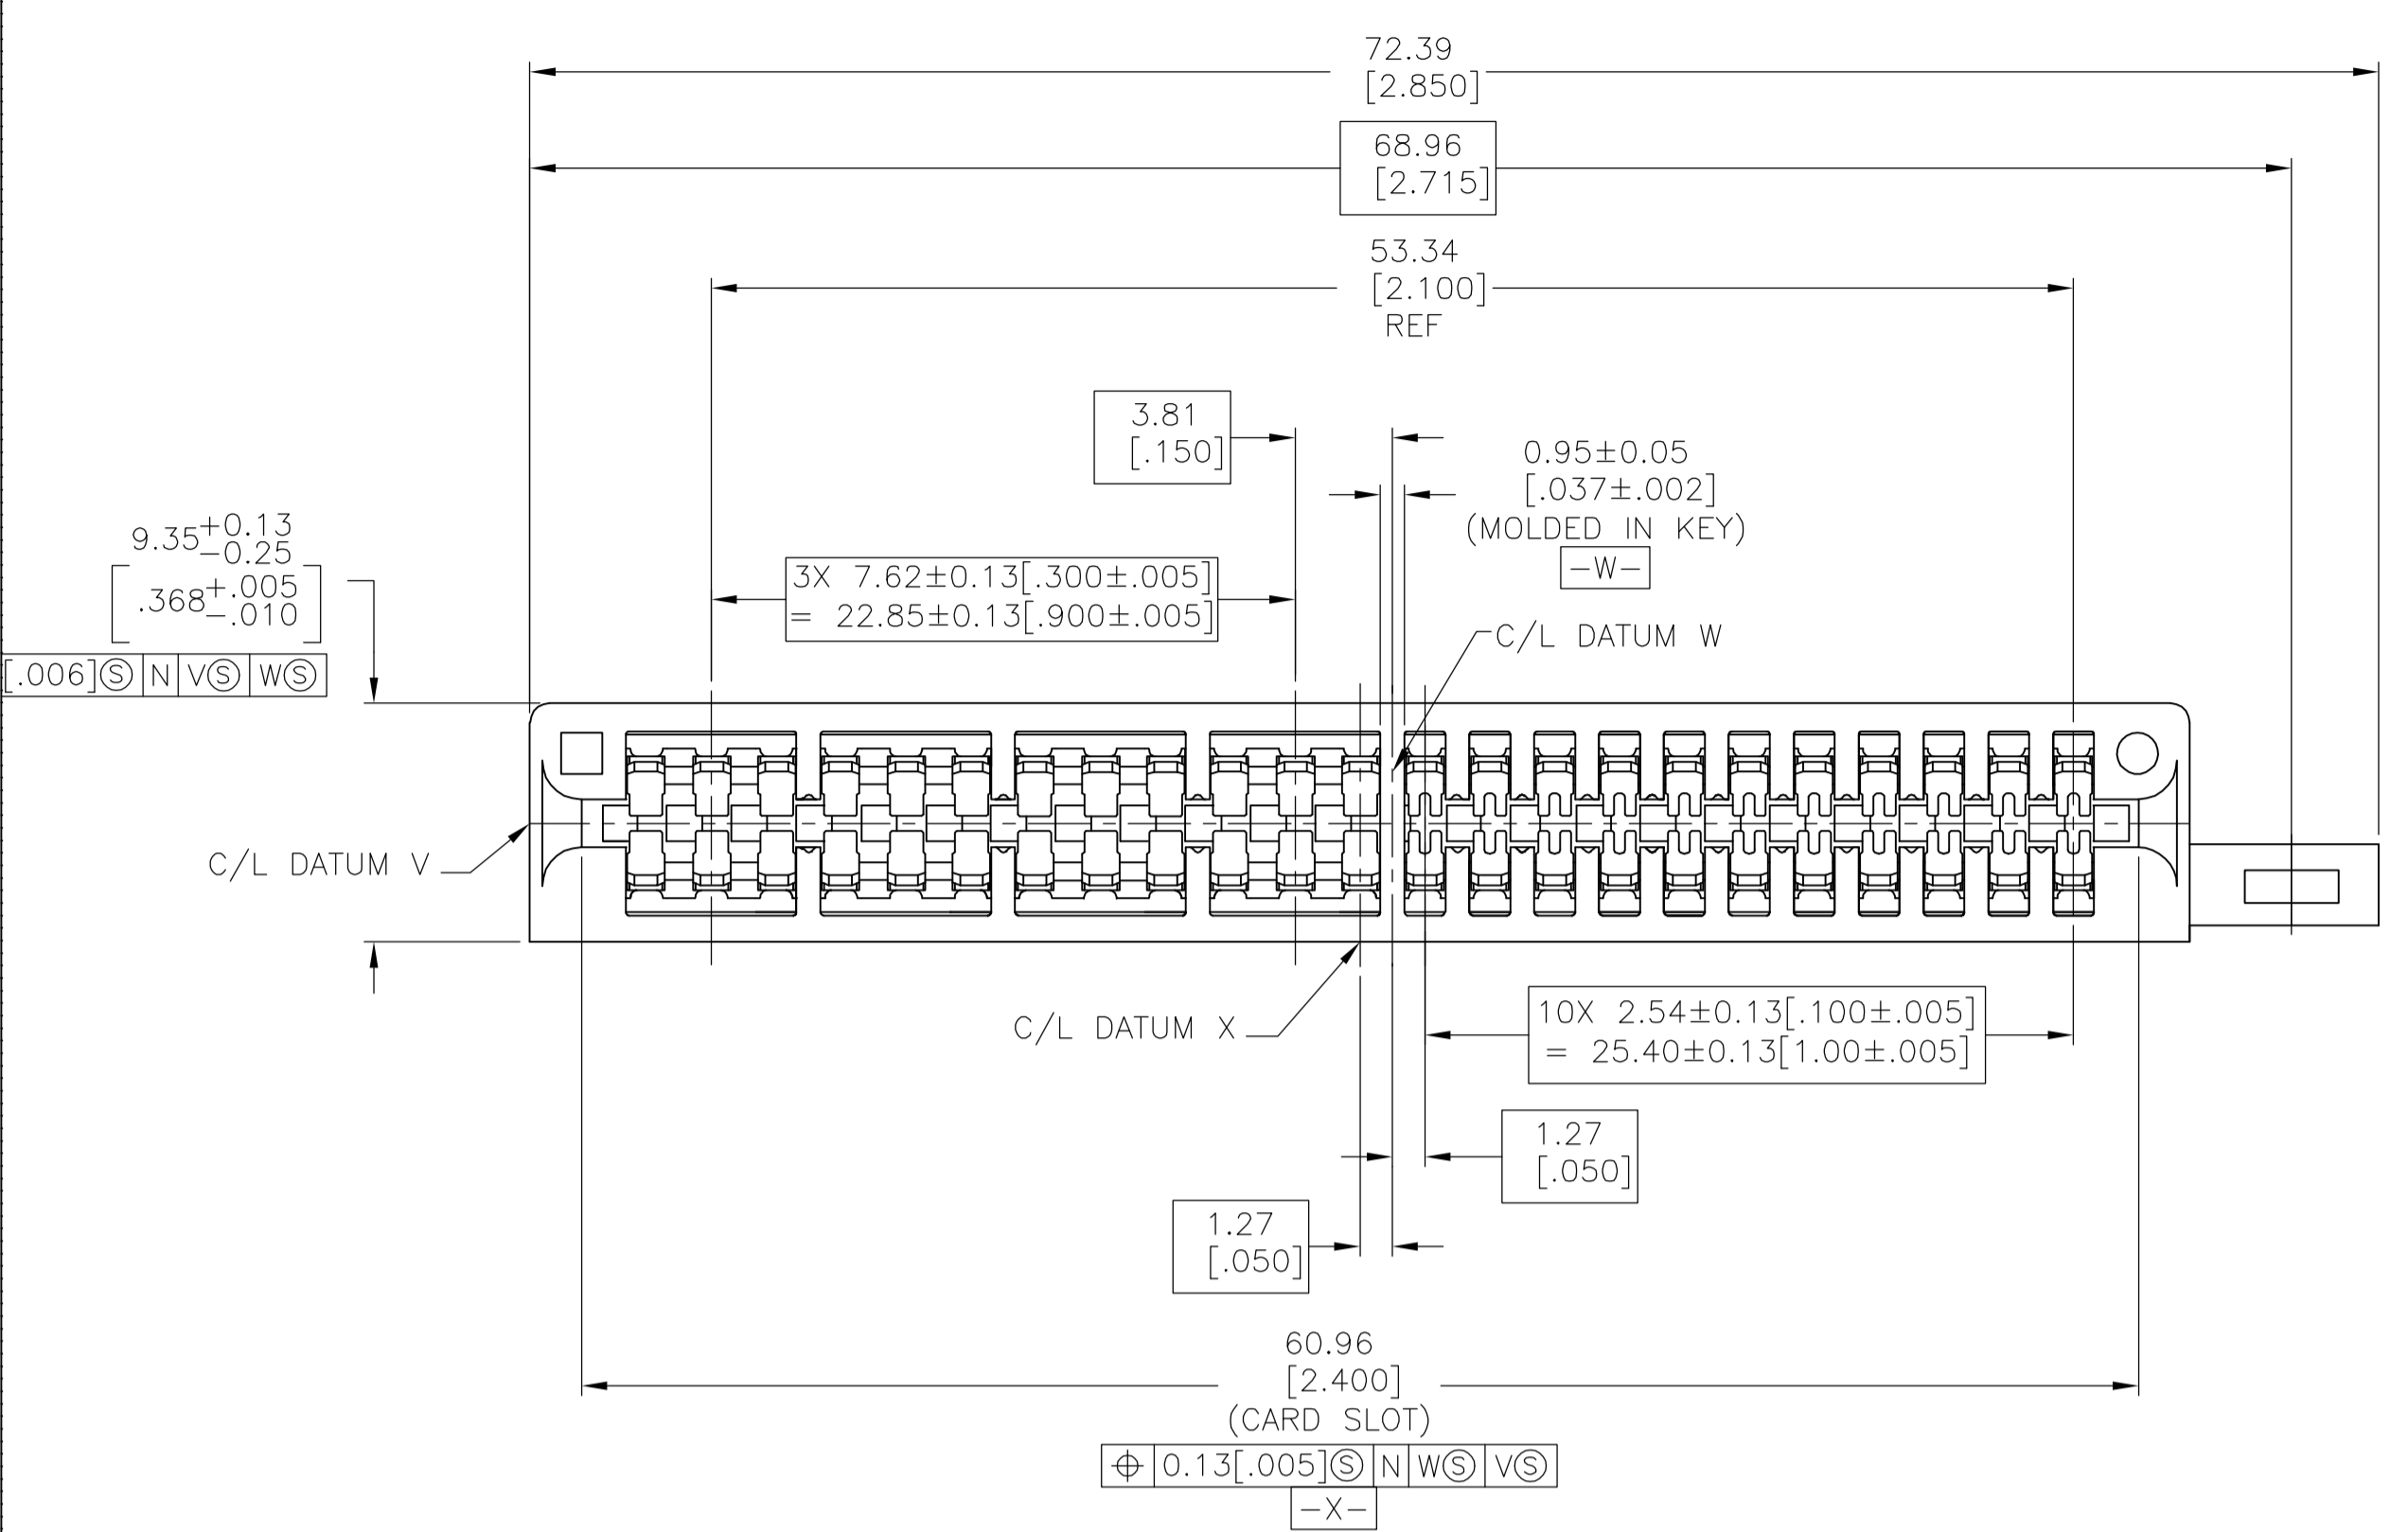 72.39
[2.850]
68.96
[2.715]
53.34
[2.100]
REF
3.81
[.150]
0.95±0.05
[.037±.002]
(MOLDED IN KEY)
-W-
9.35+0.13
-0.25
[.368+.005
-.010]
3X 7.62±0.13[.300±.005]
= 22.85±0.13[.900±.005]
C/L DATUM W
[.006]Ⓢ N VⓈ WⓈ
C/L DATUM V
C/L DATUM X
10X 2.54±0.13[.100±.005]
= 25.40±0.13[1.00±.005]
1.27
[.050]
1.27
[.050]
60.96
[2.400]
(CARD SLOT)
⌖ 0.13[.005]Ⓢ N WⓈ VⓈ
-X-